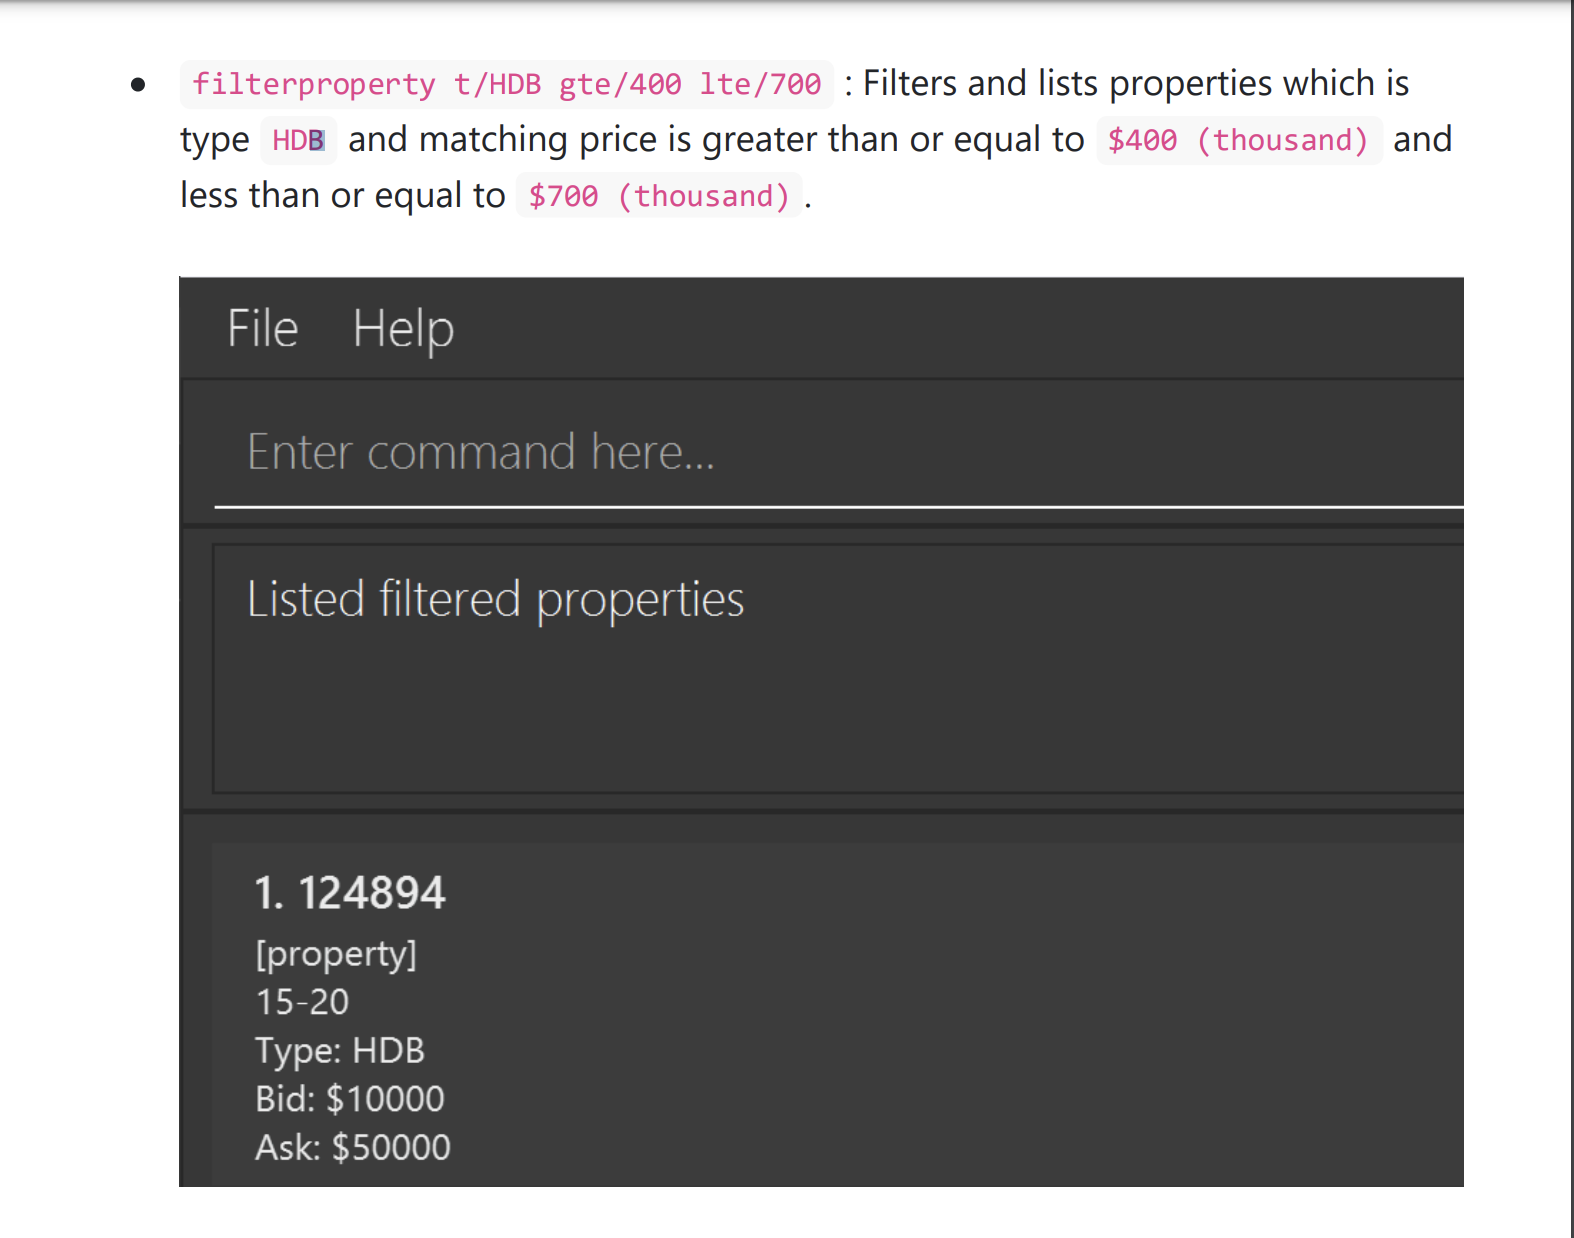 • filterproperty t/HDB gte/400 lte/700 : Filters and lists properties which is
type HDB and matching price is greater than or equal to $400 (thousand) and
less than or equal to $700 (thousand) .
File Help
Enter command here...
Listed filtered properties
1. 124894
[property]
15-20
Type: HDB
Bid: $10000
Ask: $50000